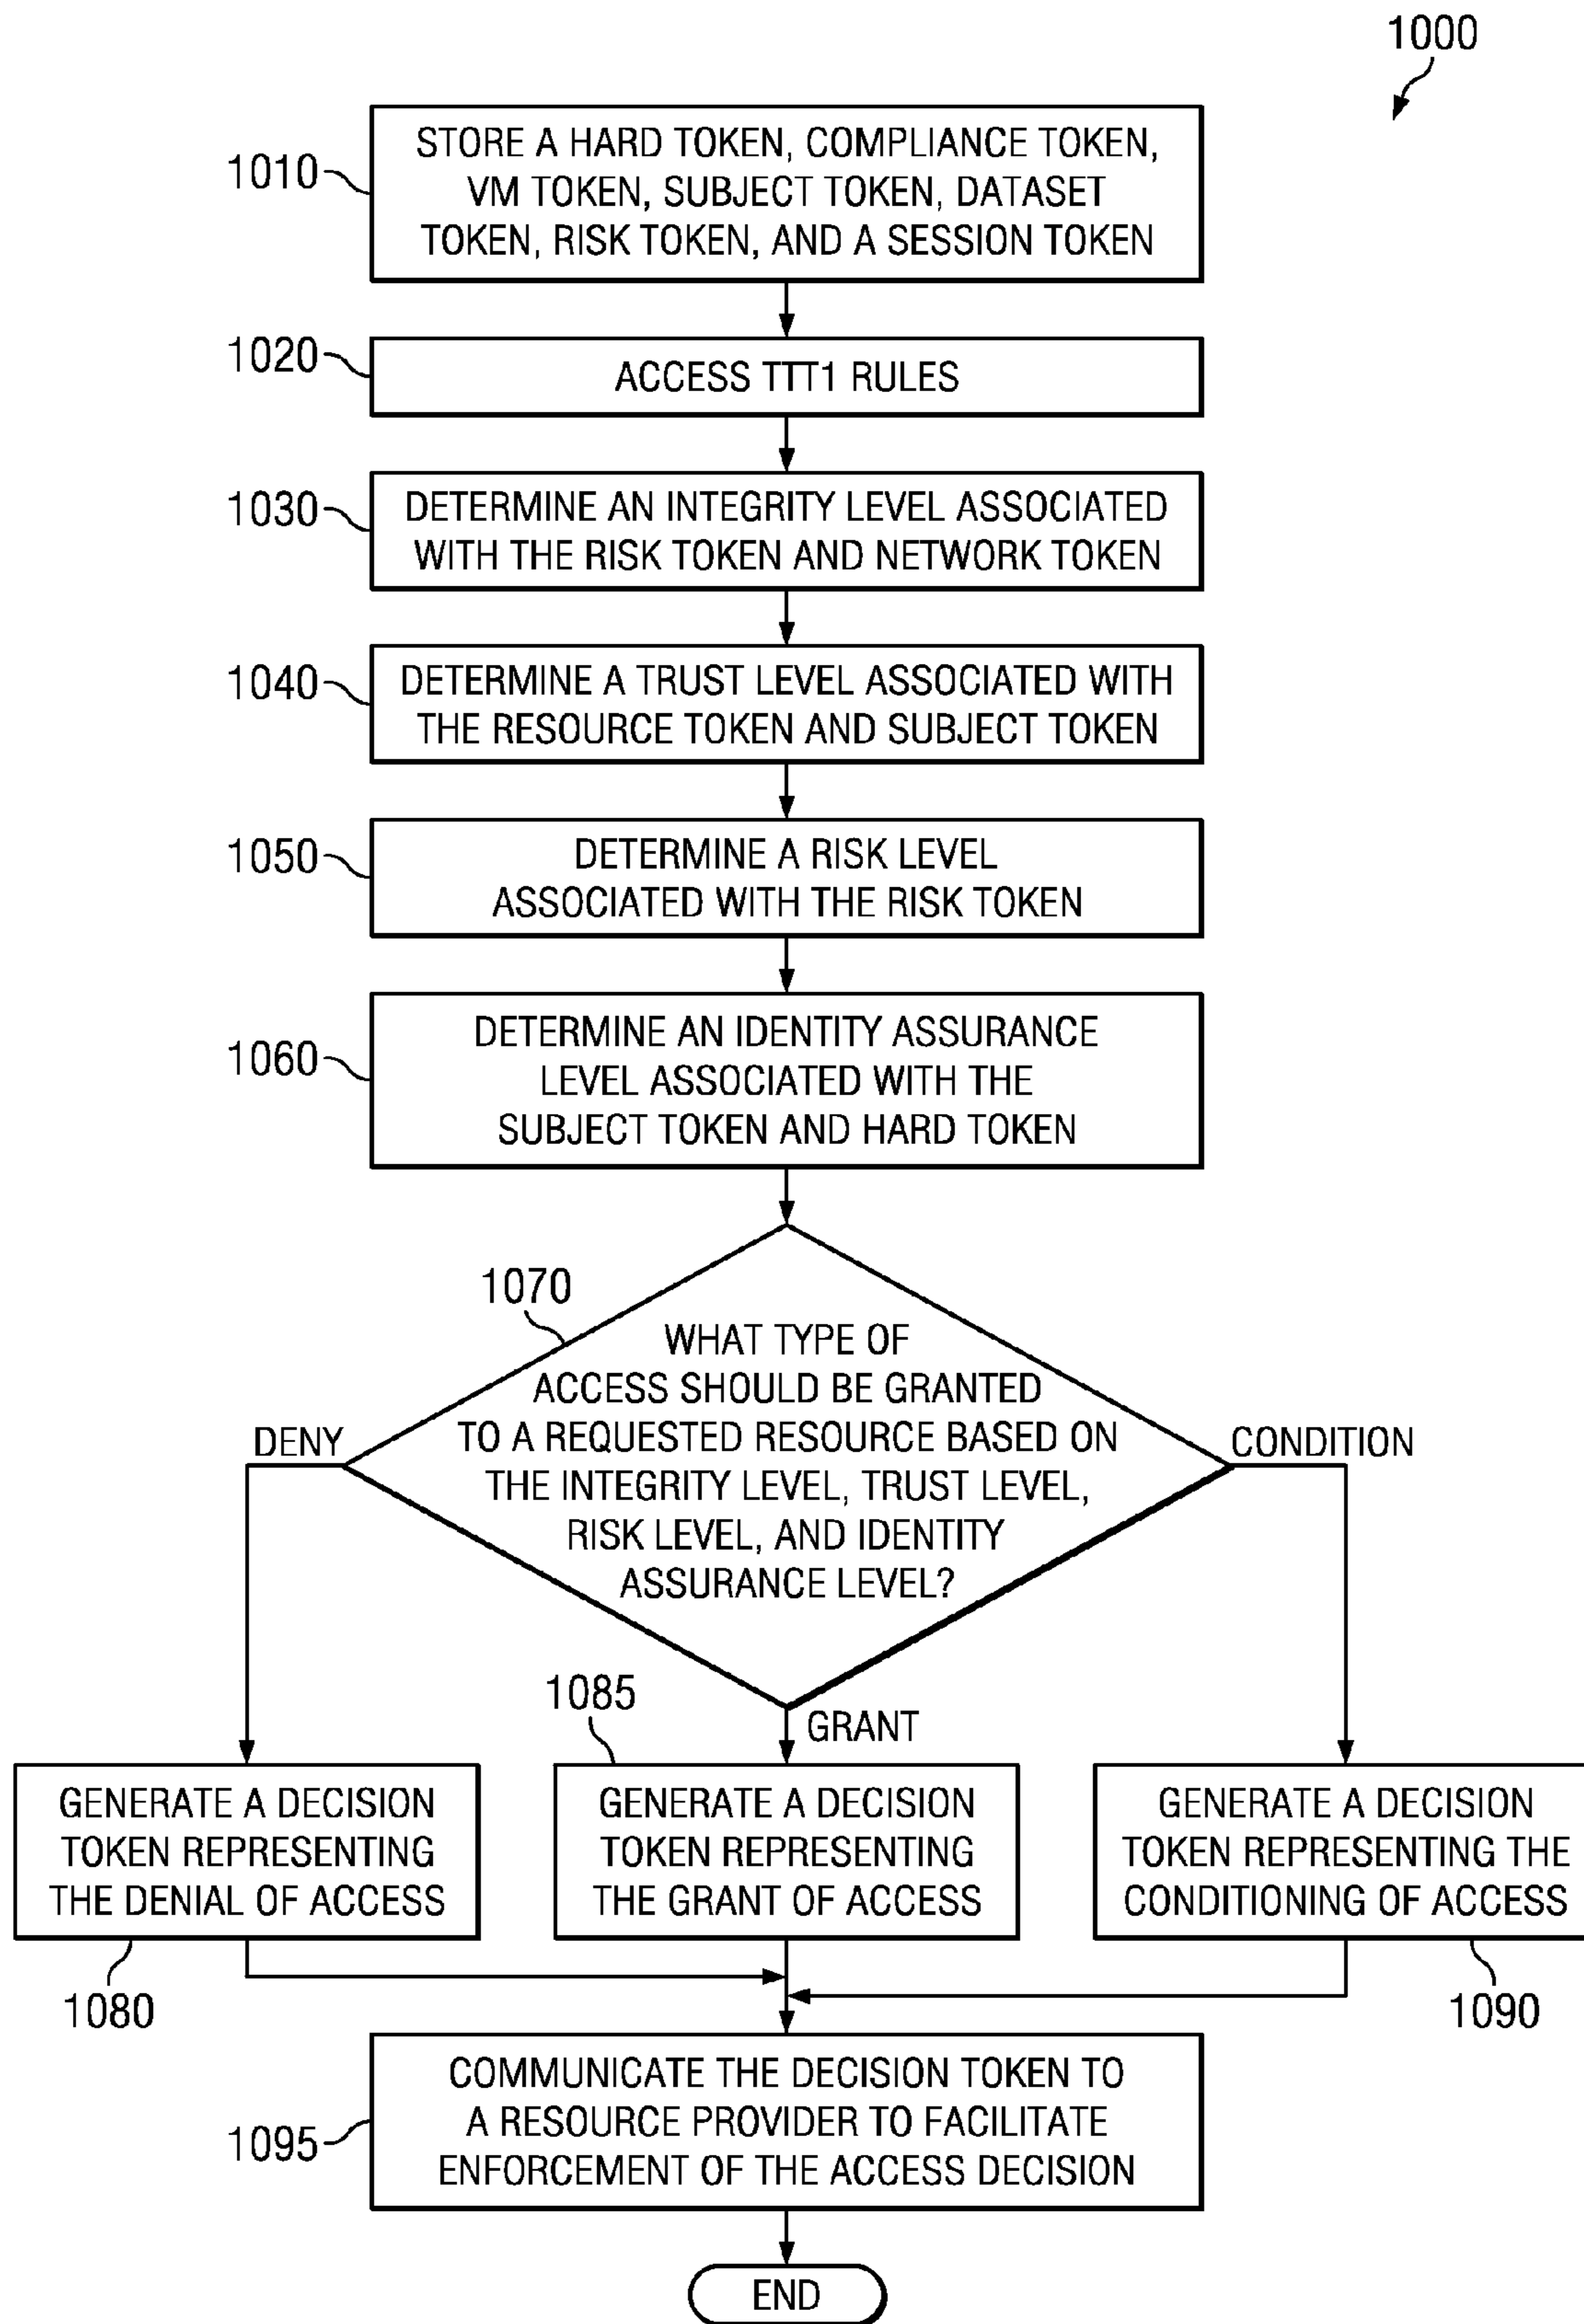 1000
1010
STORE A HARD TOKEN, COMPLIANCE TOKEN,
VM TOKEN, SUBJECT TOKEN, DATASET
TOKEN, RISK TOKEN, AND A SESSION TOKEN
1020
ACCESS TTT1 RULES
1030
DETERMINE AN INTEGRITY LEVEL ASSOCIATED
WITH THE RISK TOKEN AND NETWORK TOKEN
1040
DETERMINE A TRUST LEVEL ASSOCIATED WITH
THE RESOURCE TOKEN AND SUBJECT TOKEN
1050
DETERMINE A RISK LEVEL
ASSOCIATED WITH THE RISK TOKEN
1060
DETERMINE AN IDENTITY ASSURANCE
LEVEL ASSOCIATED WITH THE
SUBJECT TOKEN AND HARD TOKEN
1070
WHAT TYPE OF
ACCESS SHOULD BE GRANTED
TO A REQUESTED RESOURCE BASED ON
THE INTEGRITY LEVEL, TRUST LEVEL,
RISK LEVEL, AND IDENTITY
ASSURANCE LEVEL?
DENY
CONDITION
GRANT
1085
GENERATE A DECISION
TOKEN REPRESENTING
THE DENIAL OF ACCESS
1080
GENERATE A DECISION
TOKEN REPRESENTING
THE GRANT OF ACCESS
GENERATE A DECISION
TOKEN REPRESENTING THE
CONDITIONING OF ACCESS
1090
1095
COMMUNICATE THE DECISION TOKEN TO
A RESOURCE PROVIDER TO FACILITATE
ENFORCEMENT OF THE ACCESS DECISION
END